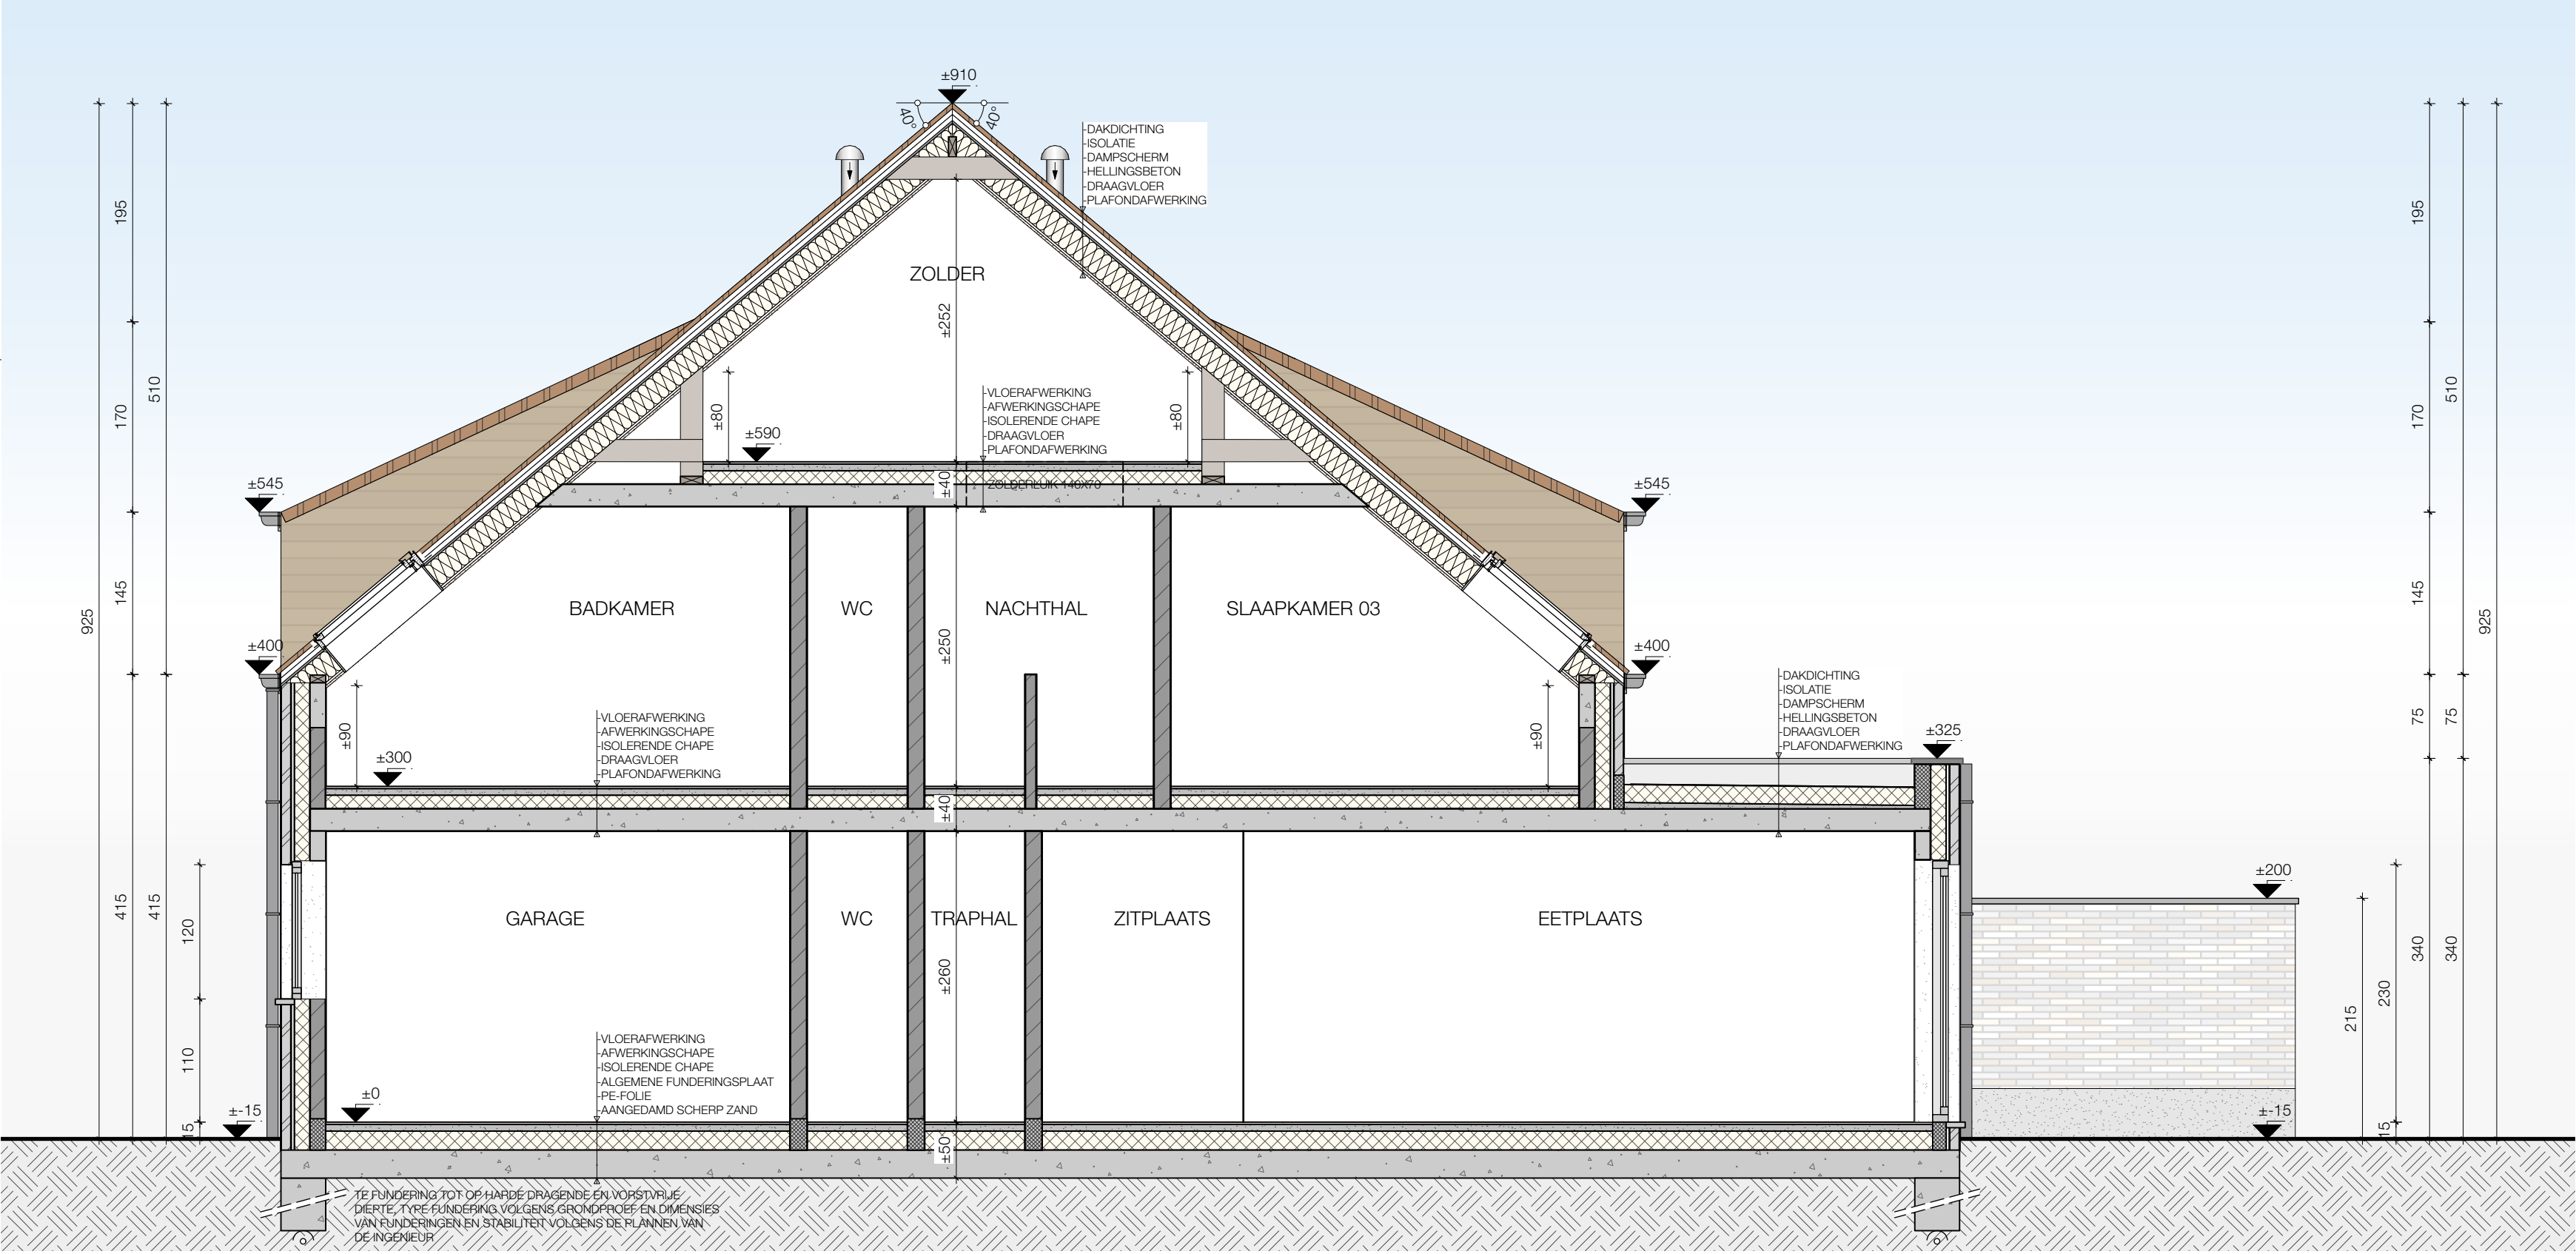 ±910
40°
40°
-DAKDICHTING
-ISOLATIE
-DAMPSCHERM
-HELLINGSBETON
-DRAAGVLOER
-PLAFONDAFWERKING
195
195
ZOLDER
±252
170
510
510
170
±80
±80
-VLOERAFWERKING
-AFWERKINGSCHAPE
-ISOLERENDE CHAPE
-DRAAGVLOER
-PLAFONDAFWERKING
±590
±545
±545
±40
ZOLDERLUIK 140X70
925
145
145
925
BADKAMER
WC
NACHTHAL
SLAAPKAMER 03
±250
±400
±400
±90
±90
75
75
-VLOERAFWERKING
-AFWERKINGSCHAPE
-ISOLERENDE CHAPE
-DRAAGVLOER
-PLAFONDAFWERKING
-DAKDICHTING
-ISOLATIE
-DAMPSCHERM
-HELLINGSBETON
-DRAAGVLOER
-PLAFONDAFWERKING
±300
±325
±40
415
415
120
GARAGE
WC
TRAPHAL
ZITPLAATS
EETPLAATS
±200
340
340
±260
230
215
110
-VLOERAFWERKING
-AFWERKINGSCHAPE
-ISOLERENDE CHAPE
-ALGEMENE FUNDERINGSPLAAT
-PE-FOLIE
-AANGEDAMD SCHERP ZAND
±0
±-15
±-15
15
15
±50
TE FUNDERING TOT OP HARDE DRAGENDE EN VORSTVRIJE
DIEPTE, TYPE FUNDERING VOLGENS GRONDPROEF EN DIMENSIES
VAN FUNDERINGEN EN STABILITEIT VOLGENS DE PLANNEN VAN
DE INGENIEUR